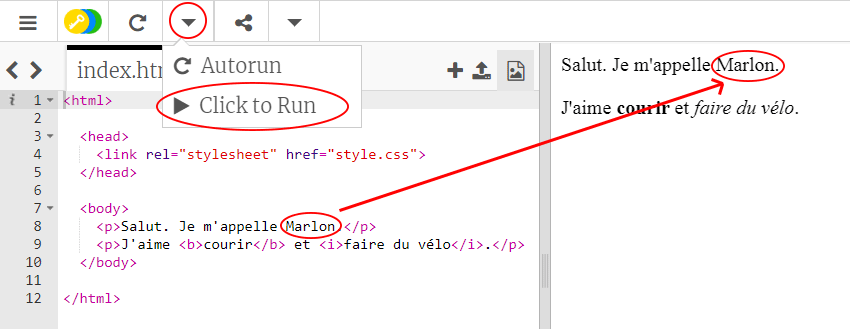 index.htm
Autorun
Click to Run
1 <html>
2
3 <head>
4 <link rel="stylesheet" href="style.css">
5 </head>
6
7 <body>
8 <p>Salut. Je m'appelle Marlon.</p>
9 <p>J'aime <b>courir</b> et <i>faire du vélo</i>.</p>
10 </body>
11
12 </html>
Salut. Je m'appelle Marlon.
J'aime courir et faire du vélo.